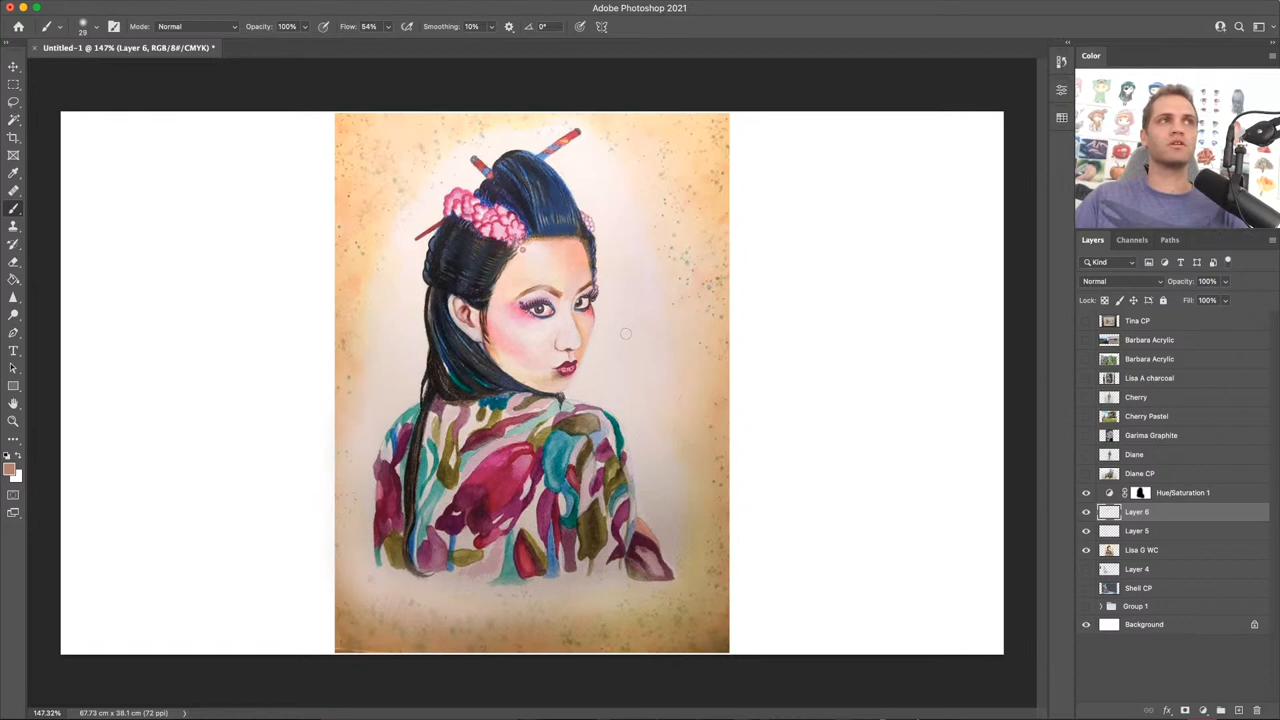 Adobe Photoshop 2021
29 Mode: Normal Opacity: 100% Flow: 54% Smoothing: 10% 0°
Untitled-1 @ 147% (Layer 6, RGB/8#/CMYK) *
Color
Layers Channels Paths
Kind
Normal Opacity: 100%
Lock: Fill: 100%
Tina CP
Barbara Acrylic
Barbara Acrylic
Lisa A charcoal
Cherry
Cherry Pastel
Garima Graphite
Diane
Diane CP
Hue/Saturation 1
Layer 6
Layer 5
Lisa G WC
Layer 4
Shell CP
Group 1
Background
147.32% 67.73 cm x 38.1 cm (72 ppi)